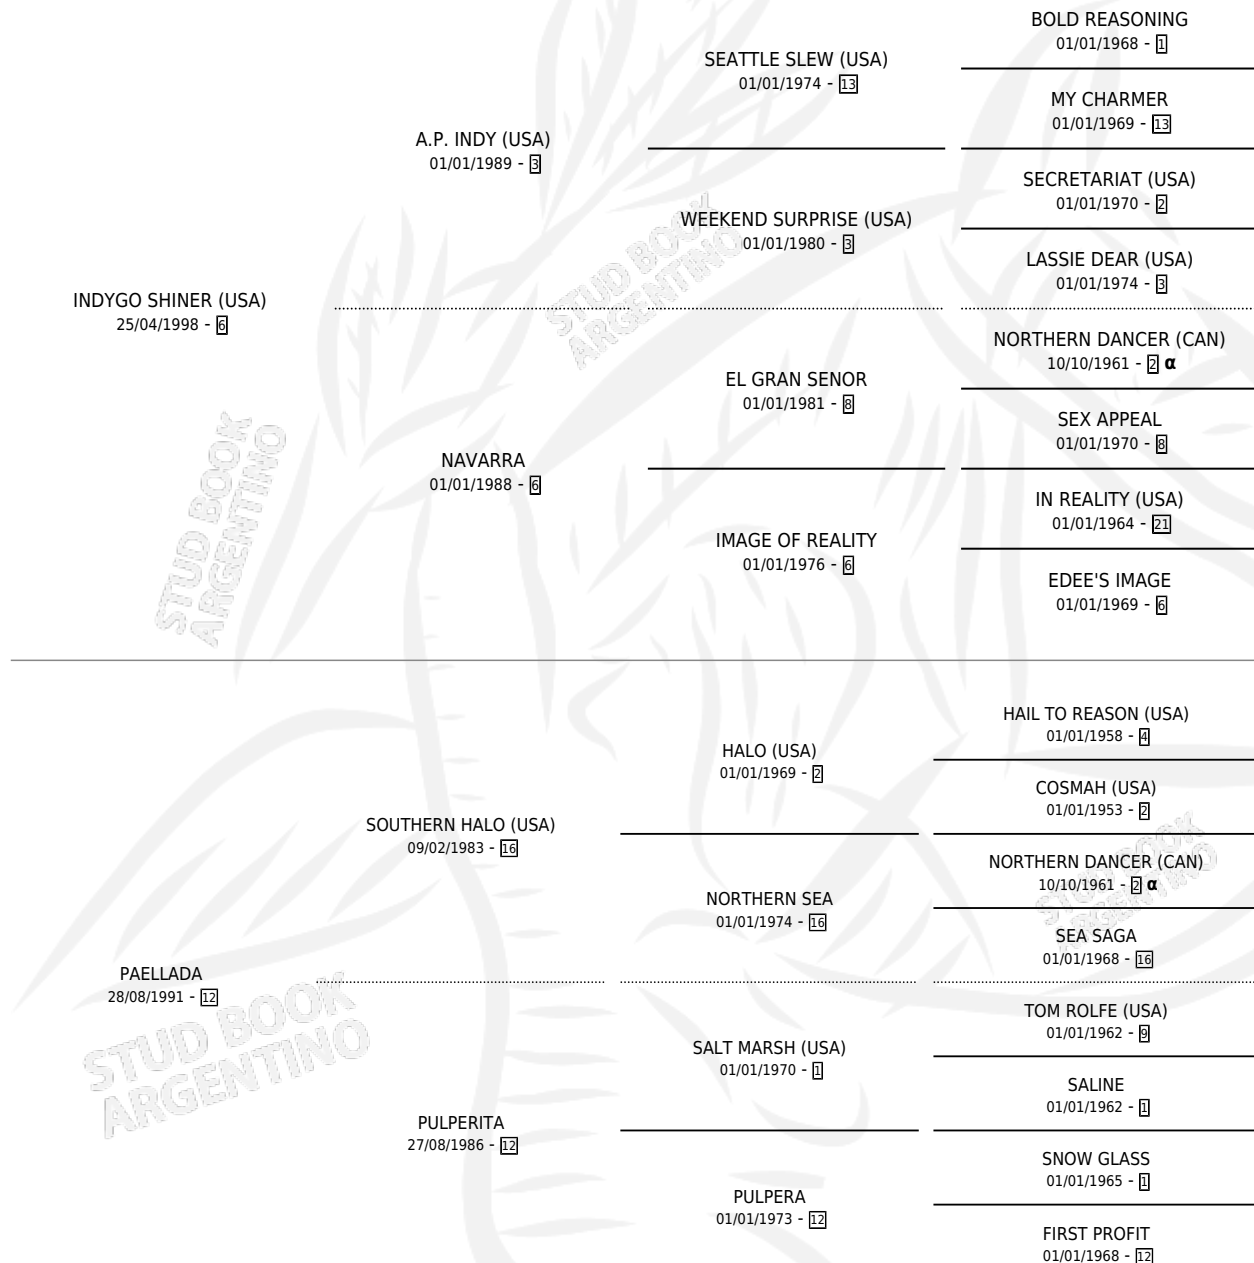 BOLD REASONING
01/01/1968 - 1
SEATTLE SLEW (USA)
01/01/1974 - 13
MY CHARMER
01/01/1969 - 13
A.P. INDY (USA)
01/01/1989 - 3
SECRETARIAT (USA)
01/01/1970 - 2
WEEKEND SURPRISE (USA)
01/01/1980 - 3
LASSIE DEAR (USA)
01/01/1974 - 3
INDYGO SHINER (USA)
25/04/1998 - 6
NORTHERN DANCER (CAN)
10/10/1961 - 2 α
EL GRAN SENOR
01/01/1981 - 8
SEX APPEAL
01/01/1970 - 8
NAVARRA
01/01/1988 - 6
IN REALITY (USA)
01/01/1964 - 21
IMAGE OF REALITY
01/01/1976 - 6
EDEE'S IMAGE
01/01/1969 - 6
HAIL TO REASON (USA)
01/01/1958 - 4
HALO (USA)
01/01/1969 - 2
COSMAH (USA)
01/01/1953 - 2
SOUTHERN HALO (USA)
09/02/1983 - 16
NORTHERN DANCER (CAN)
10/10/1961 - 2 α
NORTHERN SEA
01/01/1974 - 16
SEA SAGA
01/01/1968 - 16
PAELLADA
28/08/1991 - 12
TOM ROLFE (USA)
01/01/1962 - 9
SALT MARSH (USA)
01/01/1970 - 1
SALINE
01/01/1962 - 1
PULPERITA
27/08/1986 - 12
SNOW GLASS
01/01/1965 - 1
PULPERA
01/01/1973 - 12
FIRST PROFIT
01/01/1968 - 12
STUD BOOK
ARGENTINO
STUD BOOK
ARGENTINO
STUD BOOK
ARGENTINO
STUD BOOK
ARGENTINO